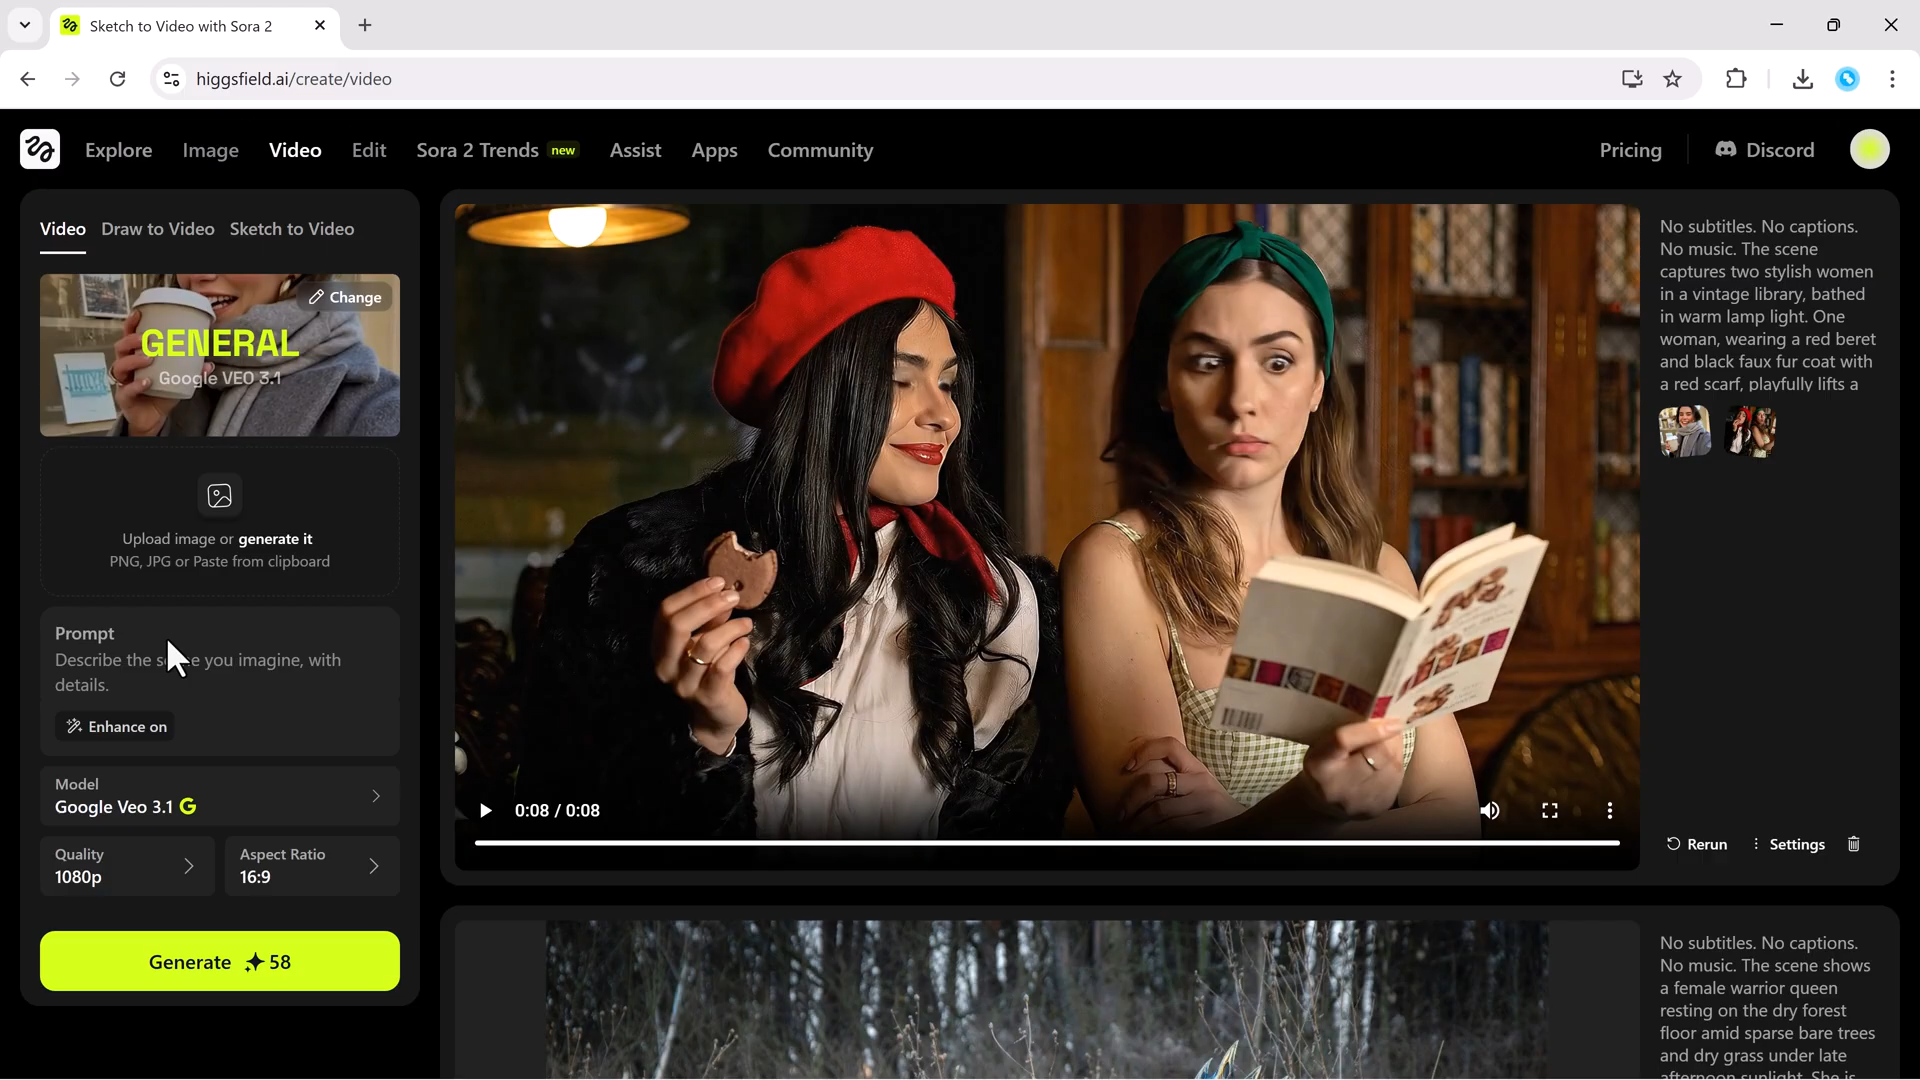 Sketch to Video with Sora 2
higgsfield.ai/create/video
Explore
Image
Video
Edit
Sora 2 Trends new
Assist
Apps
Community
Pricing
Discord
Video
Draw to Video
Sketch to Video
Change
GENERAL
Google VEO 3.1
Upload image or generate it
PNG, JPG or Paste from clipboard
Prompt
Describe the you imagine, with
details.
Enhance on
Model
Google Veo 3.1
Quality
1080p
Aspect Ratio
16:9
Generate 58
0:08 / 0:08
No subtitles. No captions.
No music. The scene
captures two stylish women
in a vintage library, bathed
in warm lamp light. One
woman, wearing a red beret
and black faux fur coat with
a red scarf, playfully lifts a
Rerun
Settings
No subtitles. No captions.
No music. The scene shows
a female warrior queen
resting on the dry forest
floor amid sparse bare trees
and dry grass under late
afternoon sunlight. She is